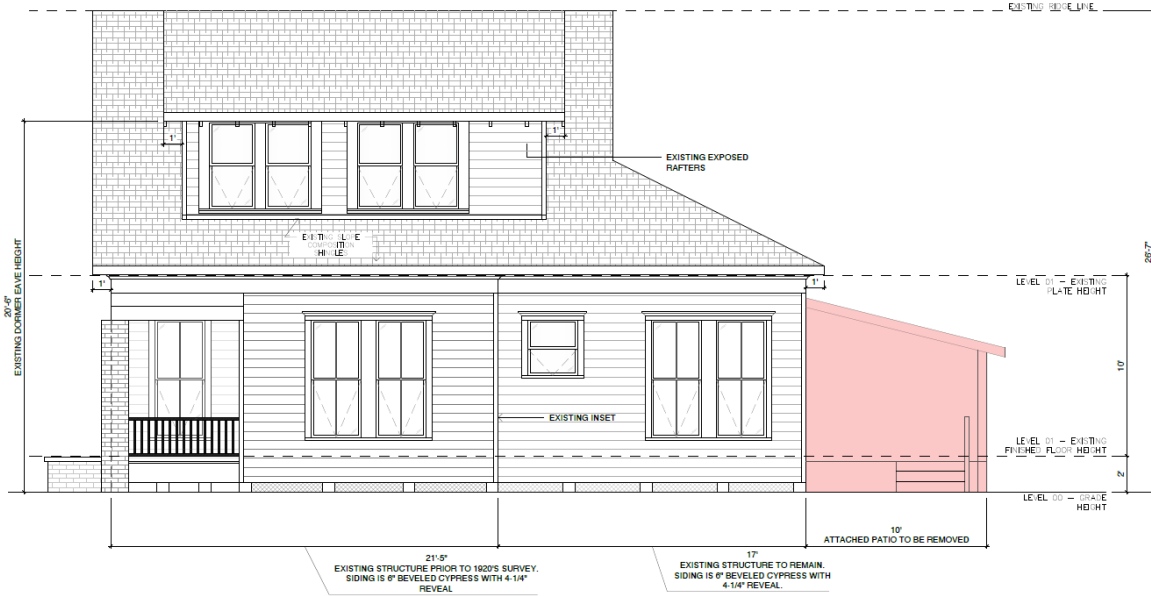 EXISTING RIDGE LINE
1'
1'
EXISTING EXPOSED
RAFTERS
COMPOSITION
20'-6"
EXISTING DORMER EAVE HEIGHT
26'-7"
1'
1'
LEVEL 01 – EXISTING
PLATE HEIGHT
10'
EXISTING INSET
LEVEL 01 – EXISTING
FINISHED FLOOR HEIGHT
2'
LEVEL 00 – GRADE
HEIGHT
21'-5"
EXISTING STRUCTURE PRIOR TO 1920'S SURVEY.
SIDING IS 6" BEVELED CYPRESS WITH 4-1/4"
REVEAL
17'
EXISTING STRUCTURE TO REMAIN.
SIDING IS 6" BEVELED CYPRESS WITH
4-1/4" REVEAL.
10'
ATTACHED PATIO TO BE REMOVED